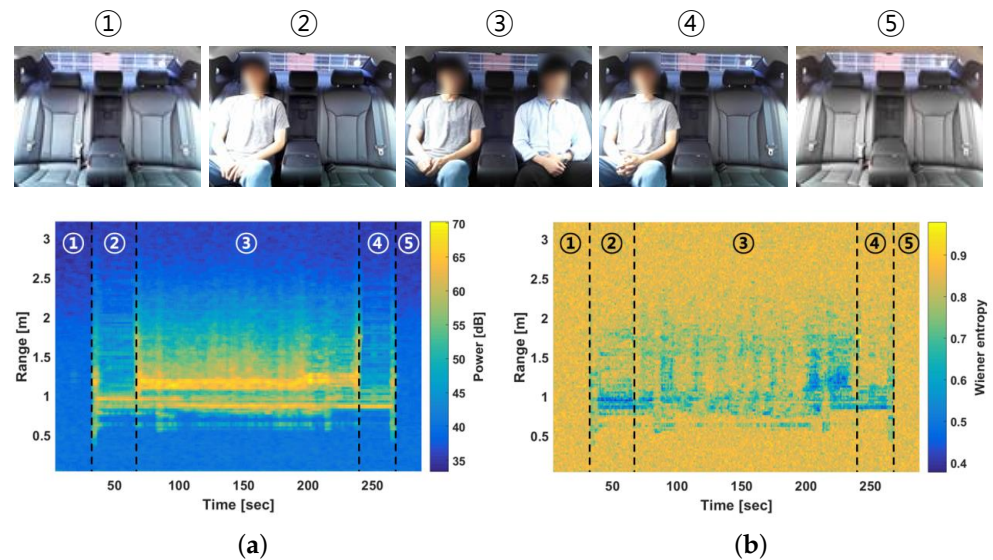 ① ② ③ ④ ⑤
① ② ③ ④ ⑤
3
2.5
2
1.5
1
0.5
Range [m]
50 100 150 200 250
Time [sec]
70
65
60
55
50
45
40
35
Power [dB]
(a)
① ② ③ ④ ⑤
3
2.5
2
1.5
1
0.5
Range [m]
50 100 150 200 250
Time [sec]
0.9
0.8
0.7
0.6
0.5
0.4
Wiener entropy
(b)